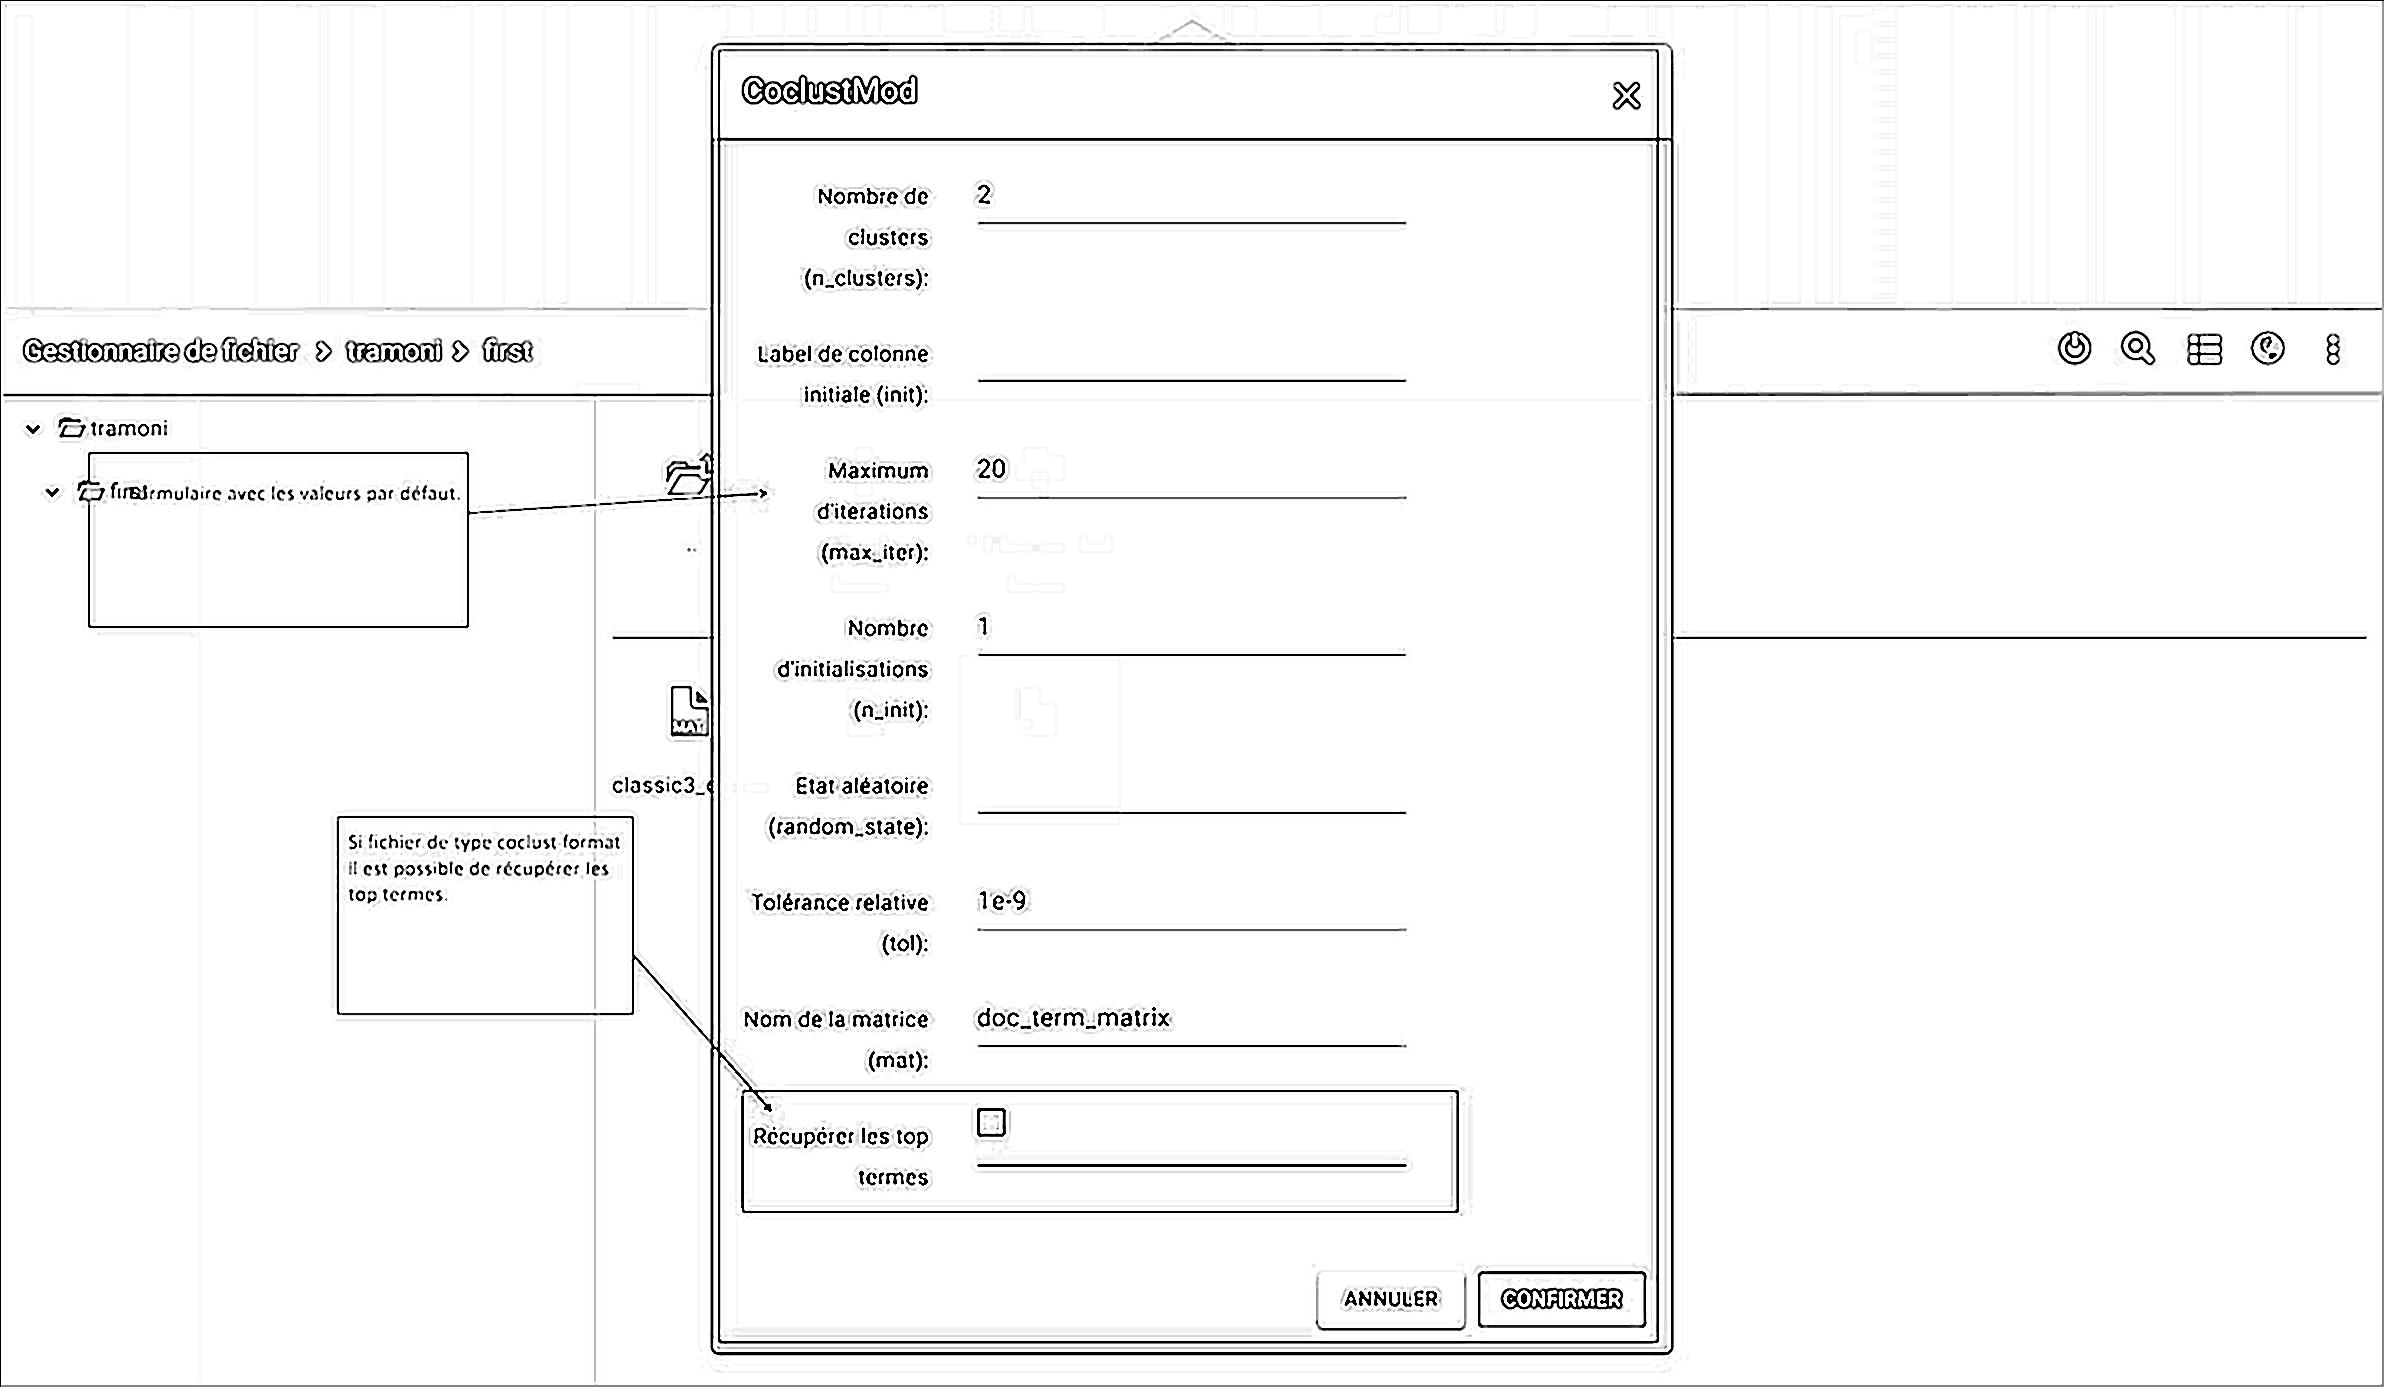 CoclustMod
Nombre de
clusters
(n_clusters):
2
Label de colonne
initiale (init):
Maximum
d'iterations
(max_iter):
20
Nombre
d'initialisations
(n_init):
1
Etat aléatoire
(random_state):
Tolérance relative
(tol):
1e-9
Nom de la matrice
(mat):
doc_term_matrix
Récupérer les top
termes
ANNULER
CONFIRMER
Gestionnaire de fichier > tramoni > first
tramoni
first
Formulaire avec les valeurs par défaut.
..
MAT
classic3_
Si fichier de type coclust format
il est possible de récupérer les
top termes.